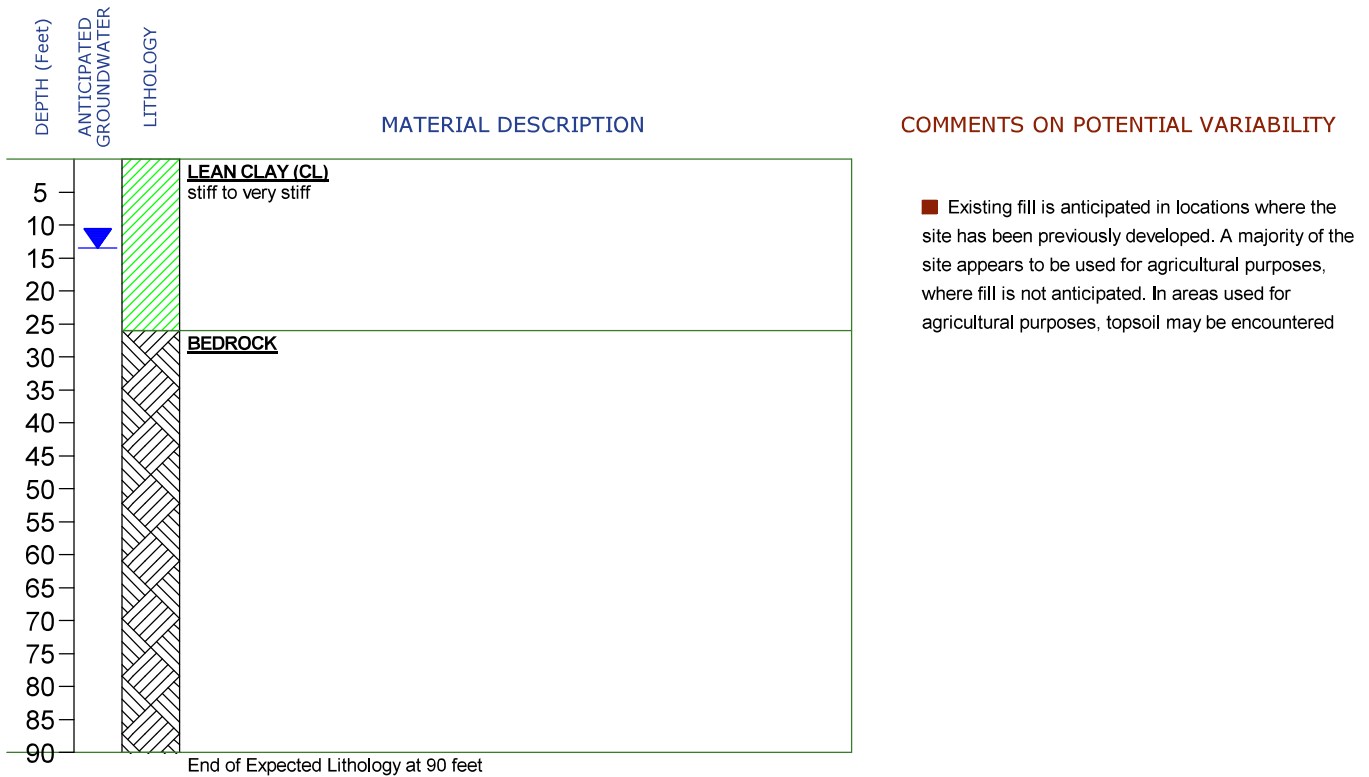 DEPTH (Feet)
ANTICIPATED
GROUNDWATER
LITHOLOGY
MATERIAL DESCRIPTION
COMMENTS ON POTENTIAL VARIABILITY
LEAN CLAY (CL)
stiff to very stiff
5
10
15
20
25
BEDROCK
30
35
40
45
50
55
60
65
70
75
80
85
90
End of Expected Lithology at 90 feet
Existing fill is anticipated in locations where the
site has been previously developed. A majority of the
site appears to be used for agricultural purposes,
where fill is not anticipated. In areas used for
agricultural purposes, topsoil may be encountered